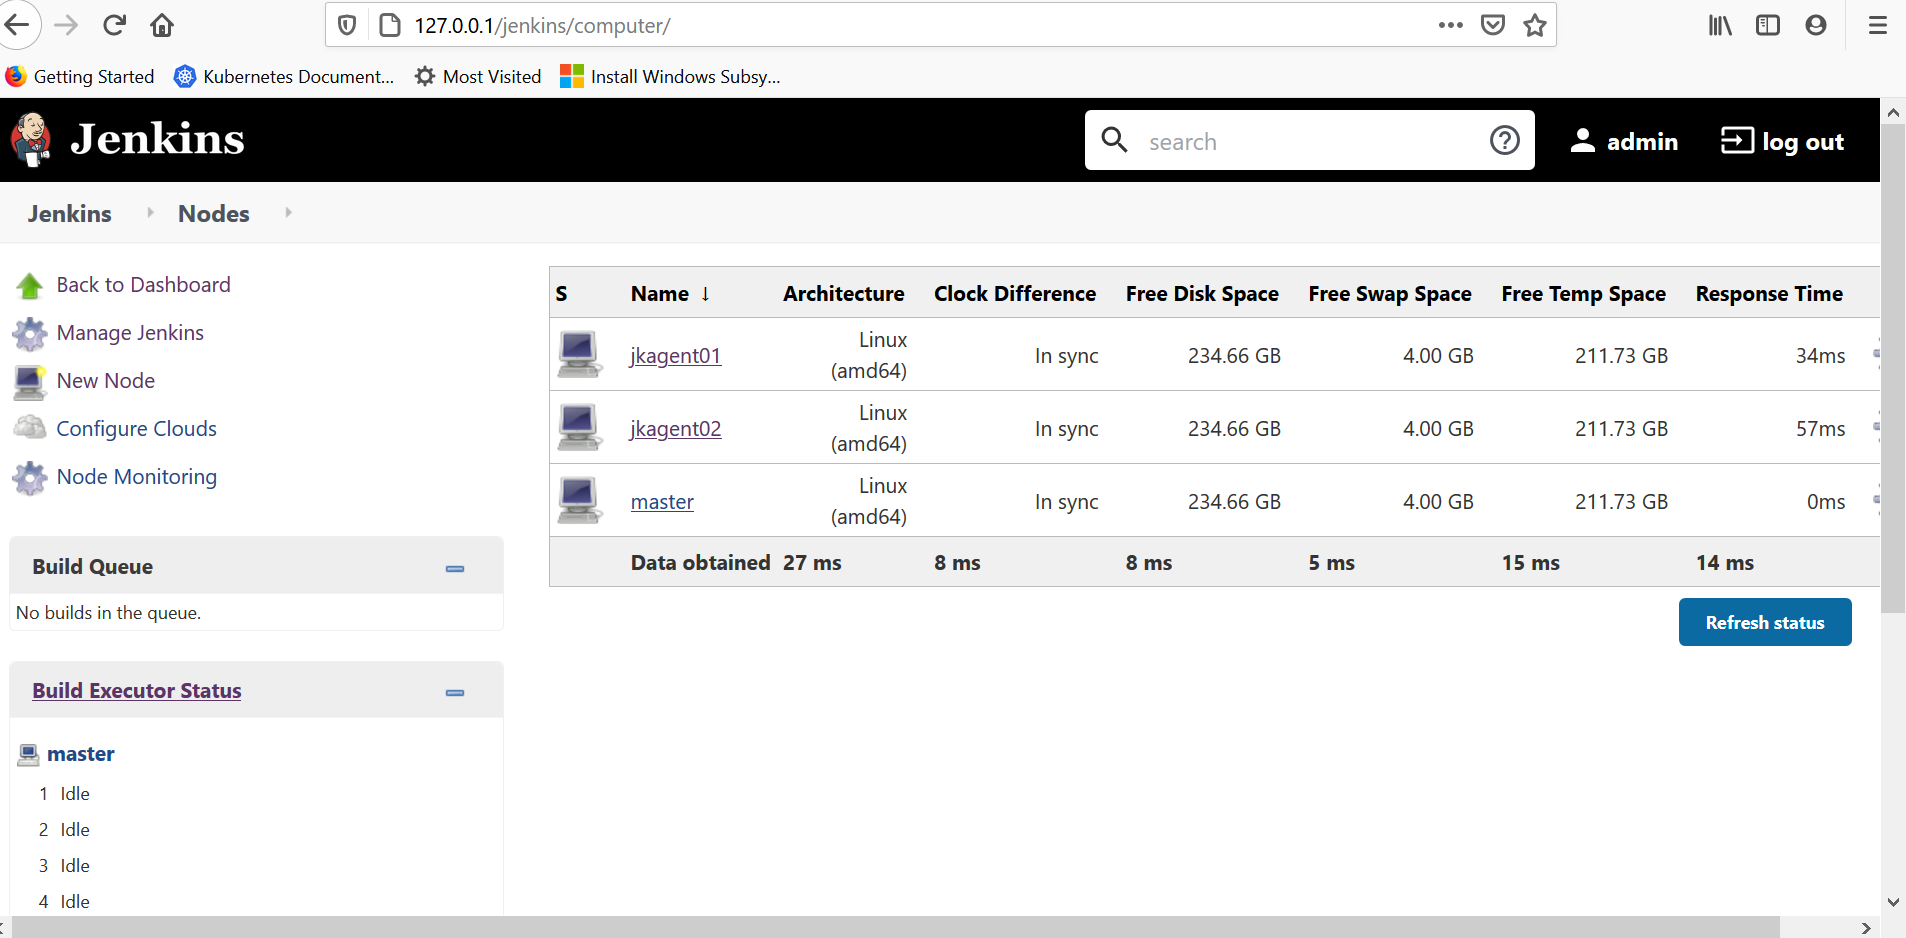 127.0.0.1/jenkins/computer/
Getting Started Kubernetes Document... Most Visited Install Windows Subsy...
Jenkins search admin log out
Jenkins Nodes
Back to Dashboard
Manage Jenkins
New Node
Configure Clouds
Node Monitoring
Build Queue
No builds in the queue.
Build Executor Status
master
1 Idle
2 Idle
3 Idle
4 Idle
S Name ↓ Architecture Clock Difference Free Disk Space Free Swap Space Free Temp Space Response Time
jkagent01 Linux (amd64) In sync 234.66 GB 4.00 GB 211.73 GB 34ms
jkagent02 Linux (amd64) In sync 234.66 GB 4.00 GB 211.73 GB 57ms
master Linux (amd64) In sync 234.66 GB 4.00 GB 211.73 GB 0ms
Data obtained 27 ms 8 ms 8 ms 5 ms 15 ms 14 ms
Refresh status